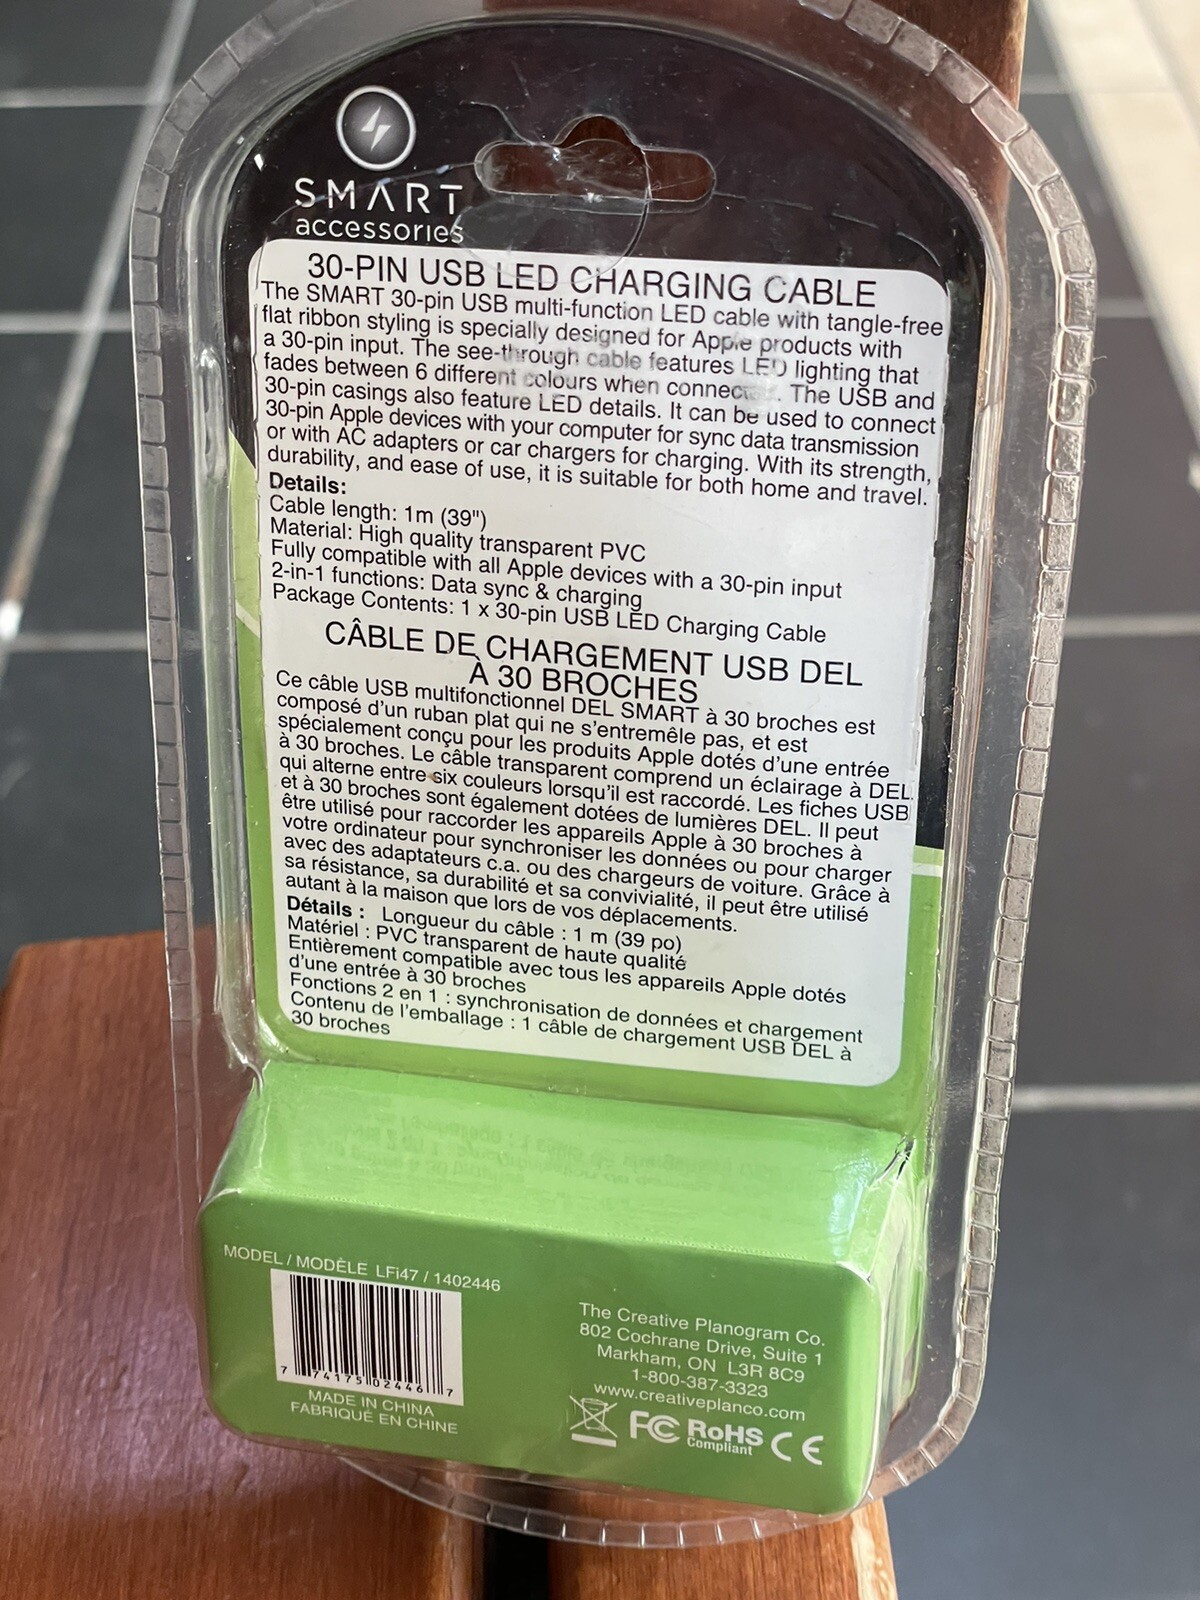 SMART
accessories
30-PIN USB LED CHARGING CABLE
The SMART 30-pin USB multi-function LED cable with tangle-free
flat ribbon styling is specially designed for Apple products with
a 30-pin input. The see-through cable features LED lighting that
fades between 6 different colours when connec. The USB and
30-pin casings also feature LED details. It can be used to connect
30-pin Apple devices with your computer for sync data transmission
or with AC adapters or car chargers for charging. With its strength,
durability, and ease of use, it is suitable for both home and travel.
Details:
Cable length: 1m (39")
Material: High quality transparent PVC
Fully compatible with all Apple devices with a 30-pin input
2-in-1 functions: Data sync & charging
Package Contents: 1 x 30-pin USB LED Charging Cable
CÂBLE DE CHARGEMENT USB DEL
À 30 BROCHES
Ce câble USB multifonctionnel DEL SMART à 30 broches est
composé d'un ruban plat qui ne s'entremêle pas, et est
spécialement conçu pour les produits Apple dotés d'une entrée
à 30 broches. Le câble transparent comprend un éclairage à DEL
qui alterne entre six couleurs lorsqu'il est raccordé. Les fiches USB
et à 30 broches sont également dotées de lumières DEL. Il peut
être utilisé pour raccorder les appareils Apple à 30 broches à
votre ordinateur pour synchroniser les données ou pour charger
avec des adaptateurs c.a. ou des chargeurs de voiture. Grâce à
sa résistance, sa durabilité et sa convivialité, il peut être utilisé
autant à la maison que lors de vos déplacements.
Détails : Longueur du câble : 1 m (39 po)
Matériel : PVC transparent de haute qualité
Entièrement compatible avec tous les appareils Apple dotés
d'une entrée à 30 broches
Fonctions 2 en 1 : synchronisation de données et chargement
Contenu de l'emballage : 1 câble de chargement USB DEL à
30 broches
MODEL / MODÈLE LFi47 / 1402446
7 74175 02446 7
MADE IN CHINA
FABRIQUÉ EN CHINE
The Creative Planogram Co.
802 Cochrane Drive, Suite 1
Markham, ON L3R 8C9
1-800-387-3323
www.creativeplanco.com
FC RoHS CE
Compliant